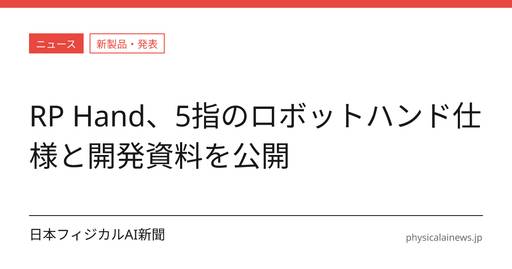 ニュース 新製品・発表
RP Hand、5指のロボットハンド仕
様と開発資料を公開
日本フィジカルAI新聞
physicalainews.jp